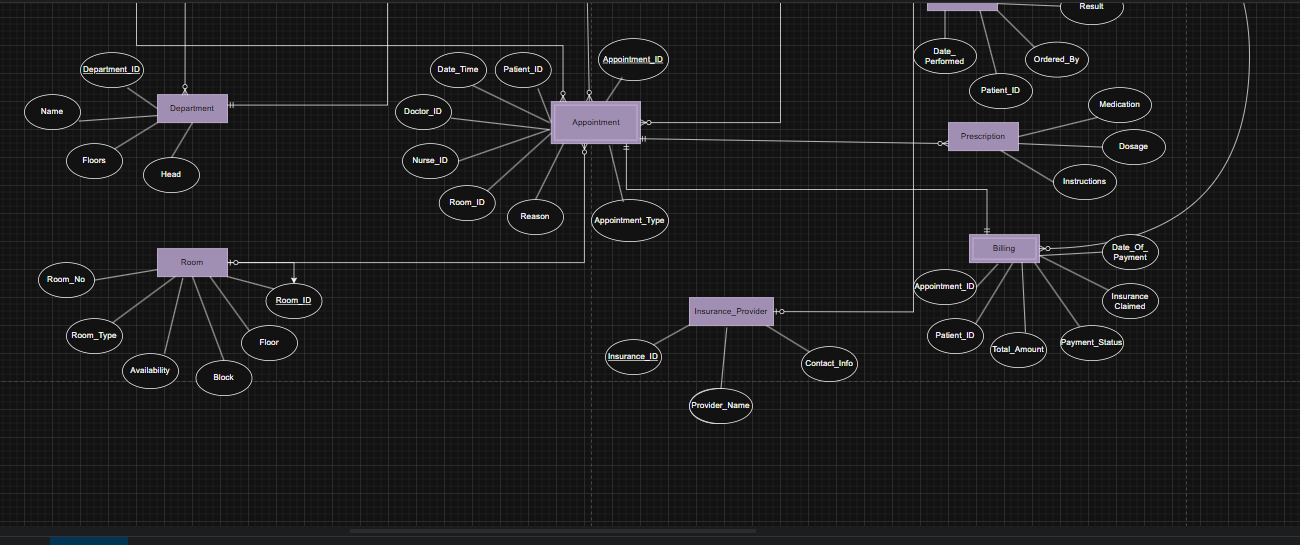 Result
Date_
Performed
Ordered_By
Patient_ID
Department_ID
Name
Department
Floors
Head
Date_Time
Patient_ID
Appointment_ID
Doctor_ID
Appointment
Nurse_ID
Room_ID
Reason
Appointment_Type
Medication
Prescription
Dosage
Instructions
Room
Room_No
Room_ID
Room_Type
Floor
Availability
Block
Billing
Date_Of_
Payment
Appointment_ID
Insurance
Claimed
Patient_ID
Total_Amount
Payment_Status
Insurance_Provider
Insurance_ID
Contact_Info
Provider_Name